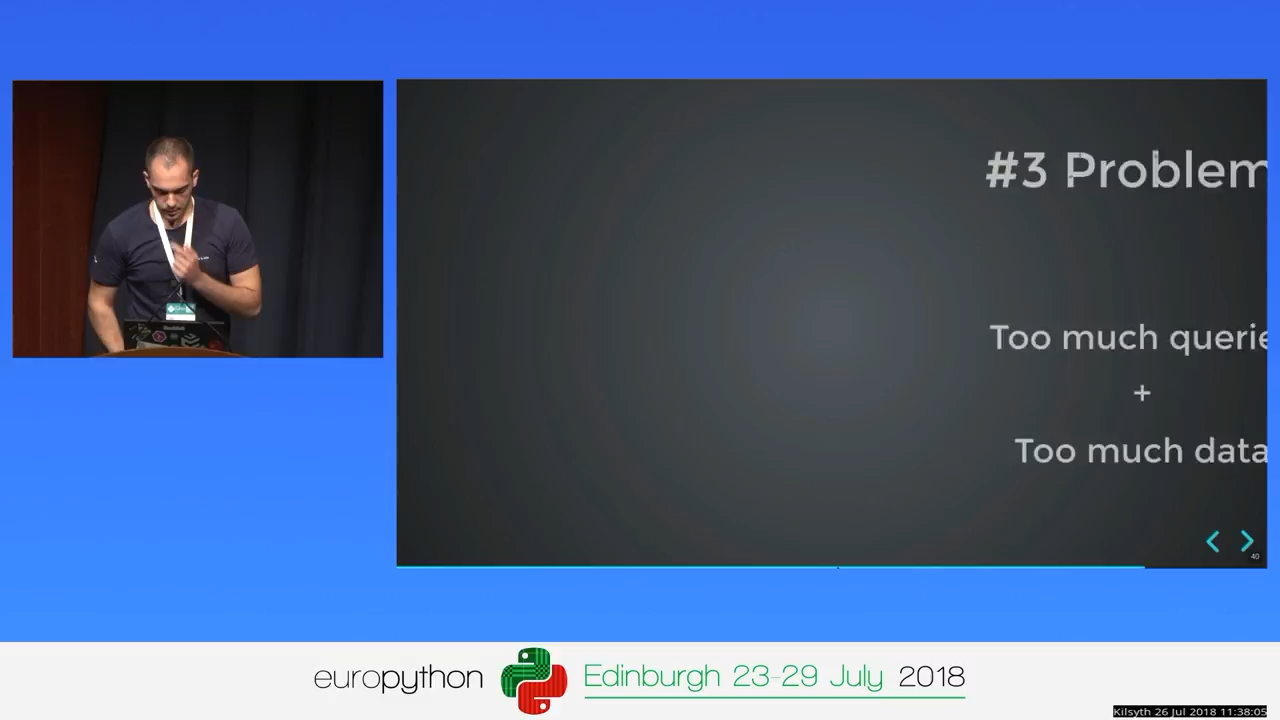 #3 Problem
Too much querie
+
Too much data
40
europython
Edinburgh 23-29 July 2018
Kilsyth 26 Jul 2018 11:38:05